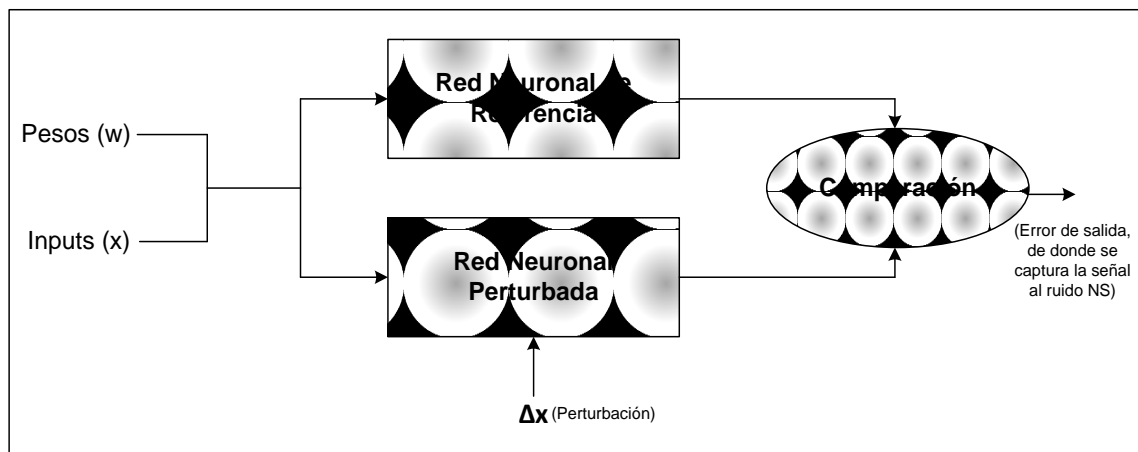 Red Neuronal de
Referencia
Pesos (w)
Inputs (x)
Comparación
Red Neuronal
Perturbada
(Error de salida,
de donde se
captura la señal
al ruido NS)
Δx (Perturbación)